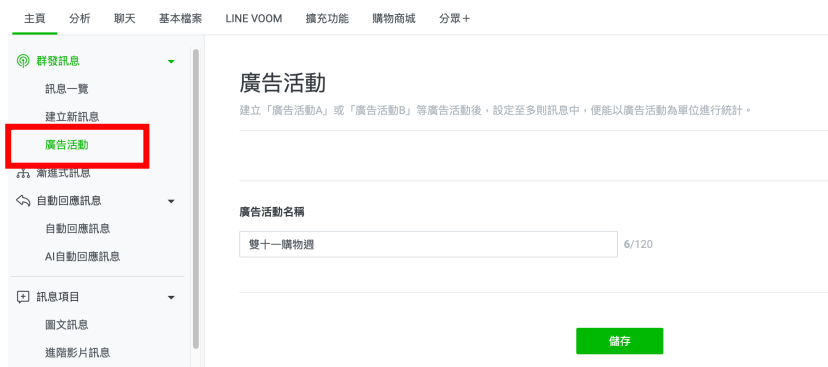 主頁 分析 聊天 基本檔案 LINE VOOM 擴充功能 購物商城 分眾+
群發訊息
訊息一覽
建立新訊息
廣告活動
漸進式訊息
自動回應訊息
自動回應訊息
AI自動回應訊息
訊息項目
圖文訊息
進階影片訊息
廣告活動
建立「廣告活動A」或「廣告活動B」等廣告活動後，設定至多則訊息中，便能以廣告活動為單位進行統計。
廣告活動名稱
雙十一購物週 6/120
儲存